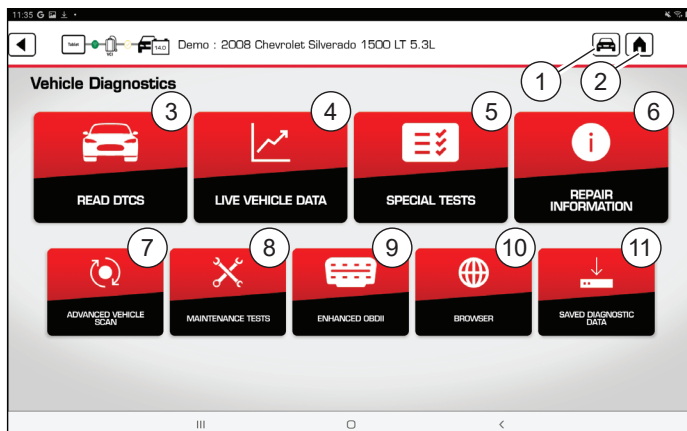 11:35 G
Tablet VCI 14.0 Demo : 2008 Chevrolet Silverado 1500 LT 5.3L
1 2
Vehicle Diagnostics
3 4 5 6
READ DTCS
LIVE VEHICLE DATA
SPECIAL TESTS
REPAIR
INFORMATION
7 8 9 10 11
ADVANCED VEHICLE
SCAN
MAINTENANCE TESTS
ENHANCED OBDII
BROWSER
SAVED DIAGNOSTIC
DATA